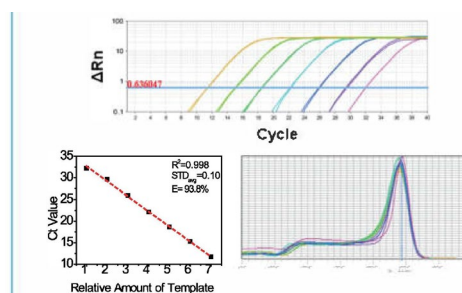 100
10
ΔRn
1
0.636047
0.1
2 4 6 8 10 12 14 16 18 20 22 24 26 28 30 32 34 36 38 40
Cycle
35
30
25
20
15
10
Ct Value
R²=0.998
STDavg=0.10
E=93.8%
1 2 3 4 5 6 7
Relative Amount of Template